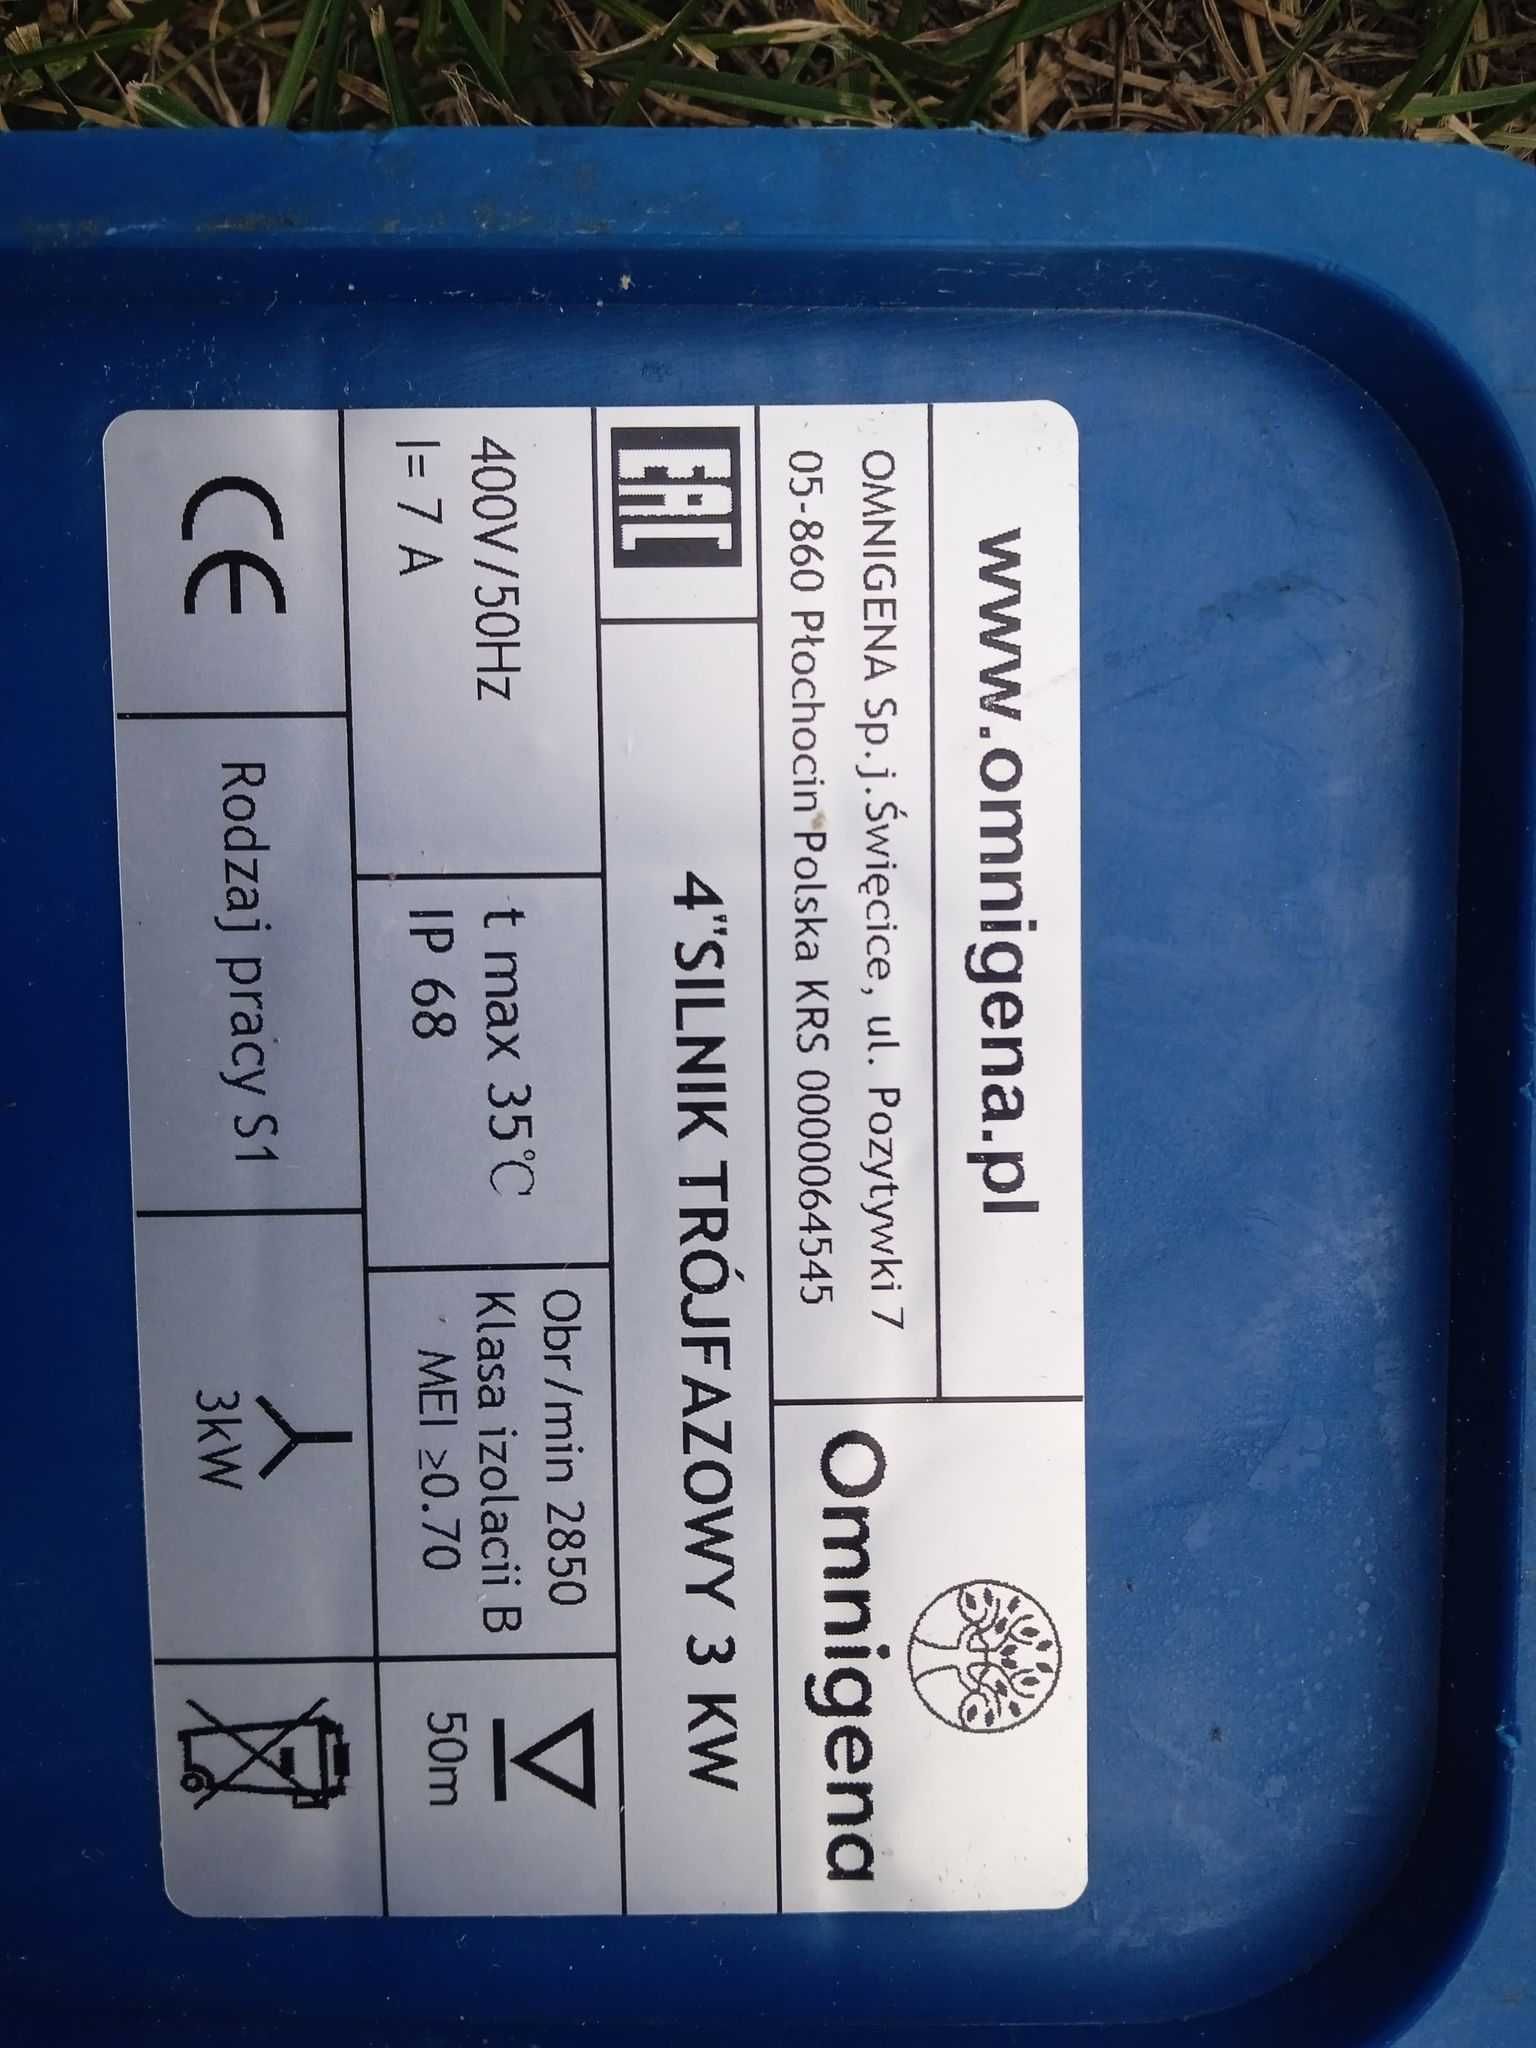 www.omnigena.pl
OMNIGENA Sp.j.Święcice, ul. Pozytywki 7
05-860 Płochocin Polska KRS 0000064545
Omnigena
EAC
4"SILNIK TRÓJFAZOWY 3 KW
400V/50Hz
I= 7 A
t max 35℃
IP 68
Obr/min 2850
Klasa izolacii B
MEI ≥0.70
50m
CE
Rodzaj pracy S1
3kW